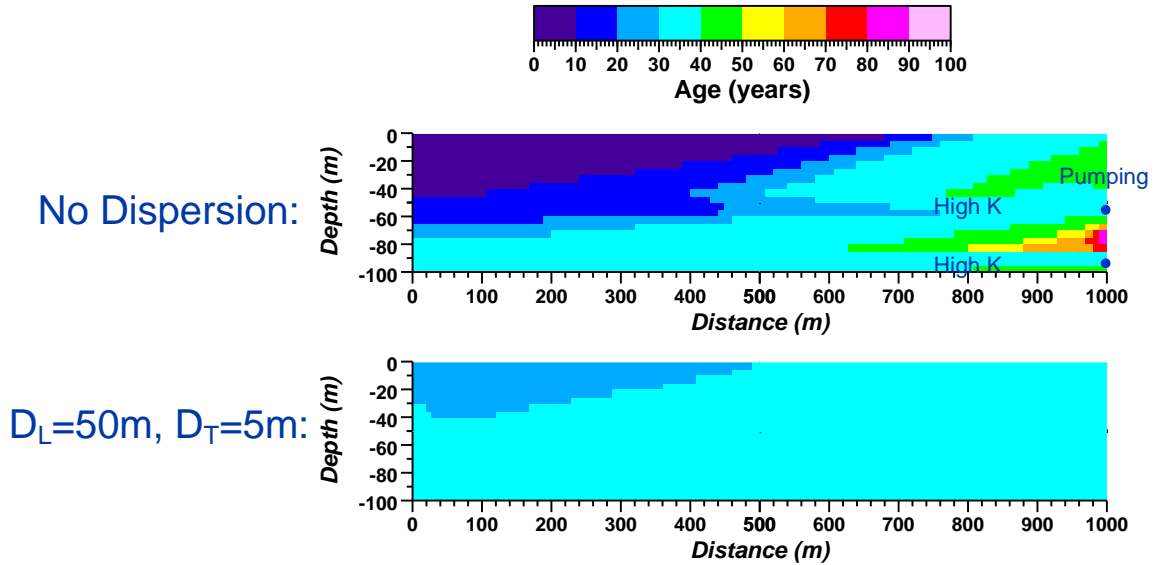 0 10 20 30 40 50 60 70 80 90 100
Age (years)
No Dispersion:
Depth (m)
0
-20
-40
-60
-80
-100
Pumping
High K
High K
0 100 200 300 400 500 600 700 800 900 1000
Distance (m)
D_L=50m, D_T=5m:
Depth (m)
0
-20
-40
-60
-80
-100
0 100 200 300 400 500 600 700 800 900 1000
Distance (m)